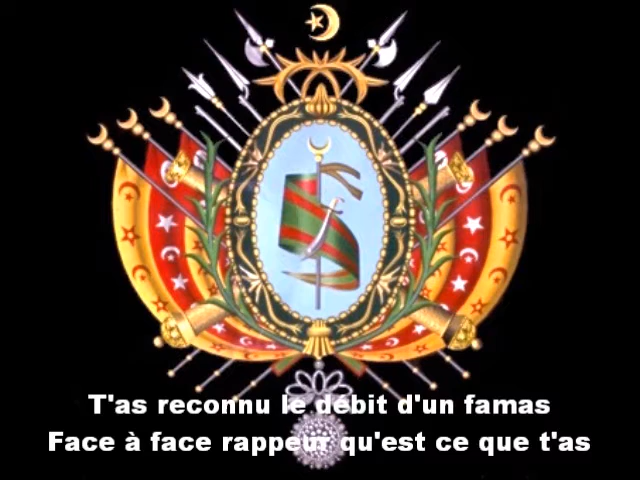 T'as reconnu le débit d'un famas
Face à face rappeur qu'est ce que t'as